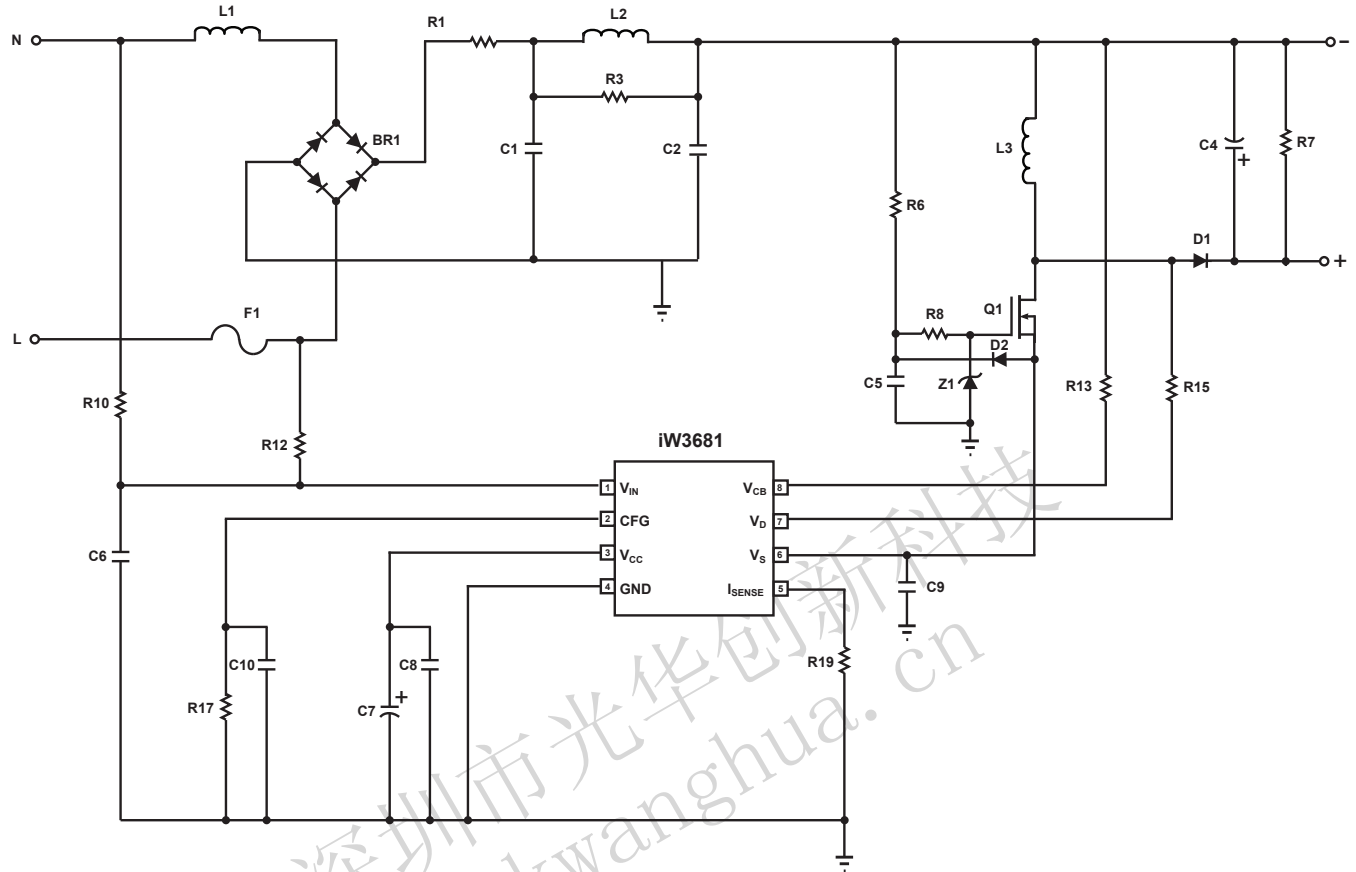 L1
L2
R1
N
−
R3
BR1
C1
C2
L3
C4
+
R7
R6
D1
+
F1
Q1
R8
L
D2
C5
Z1
R13
R15
R10
R12
iW3681
1 VIN
VCB 8
2 CFG
VD 7
C6
3 VCC
VS 6
C9
4 GND
ISENSE 5
C10
C8
R19
R17
C7
+
深圳市光华创新科技
kwanghua. cn